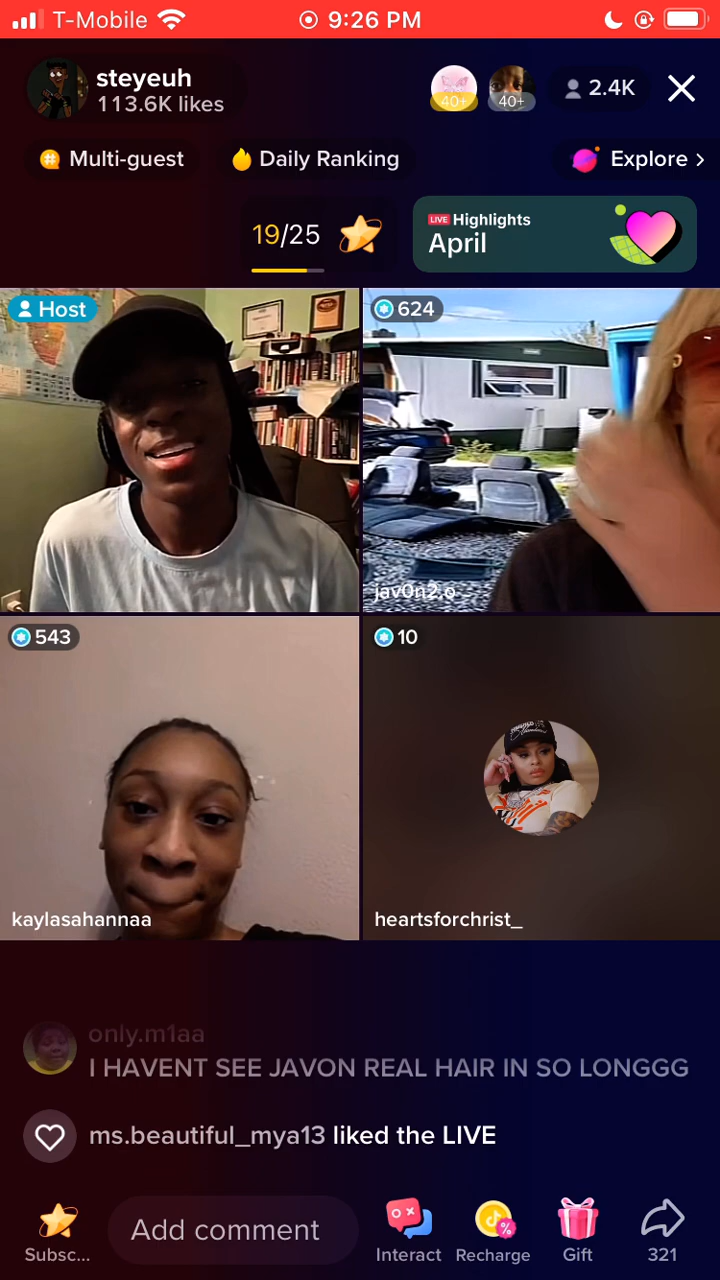 T-Mobile 9:26 PM
steyeuh
113.6K likes
40+ 40+ 2.4K
Multi-guest Daily Ranking Explore >
19/25
LIVE Highlights
April
Host
624
jav0n2.o
543
10
kaylasahannaa
heartsforchrist_
only.m1aa
I HAVENT SEE JAVON REAL HAIR IN SO LONGGG
ms.beautiful_mya13 liked the LIVE
Add comment
Subsc... Interact Recharge Gift 321